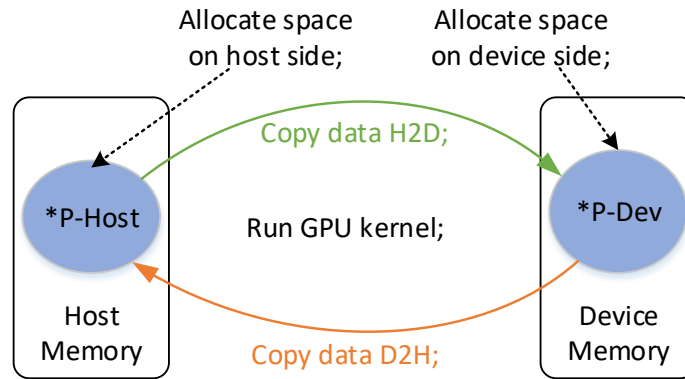 Allocate space
on host side;
Allocate space
on device side;
Copy data H2D;
*P-Host
*P-Dev
Run GPU kernel;
Host
Memory
Device
Memory
Copy data D2H;